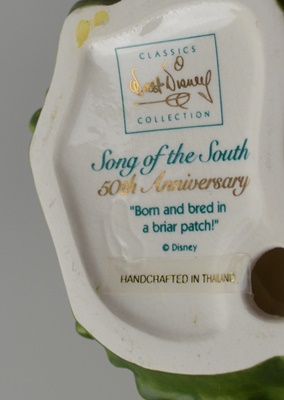 CLASSICS
Walt Disney
COLLECTION
Song of the South
50th Anniversary
"Born and bred in
a briar patch!"
© Disney
HANDCRAFTED IN THAILAND